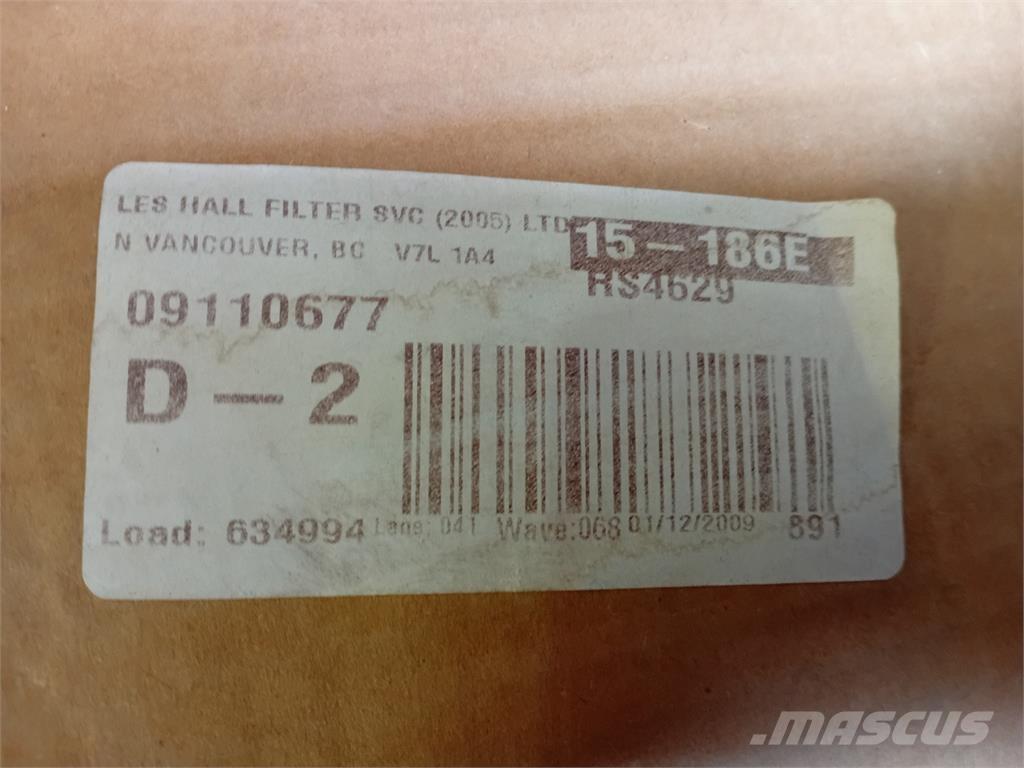 LES HALL FILTER SVC (2005) LTD
N VANCOUVER, BC V7L 1A4
15-186E
RS4629
09110677
D-2
Load: 634994 Lane: 041 Wave:068 01/12/2009 891
MASCUS